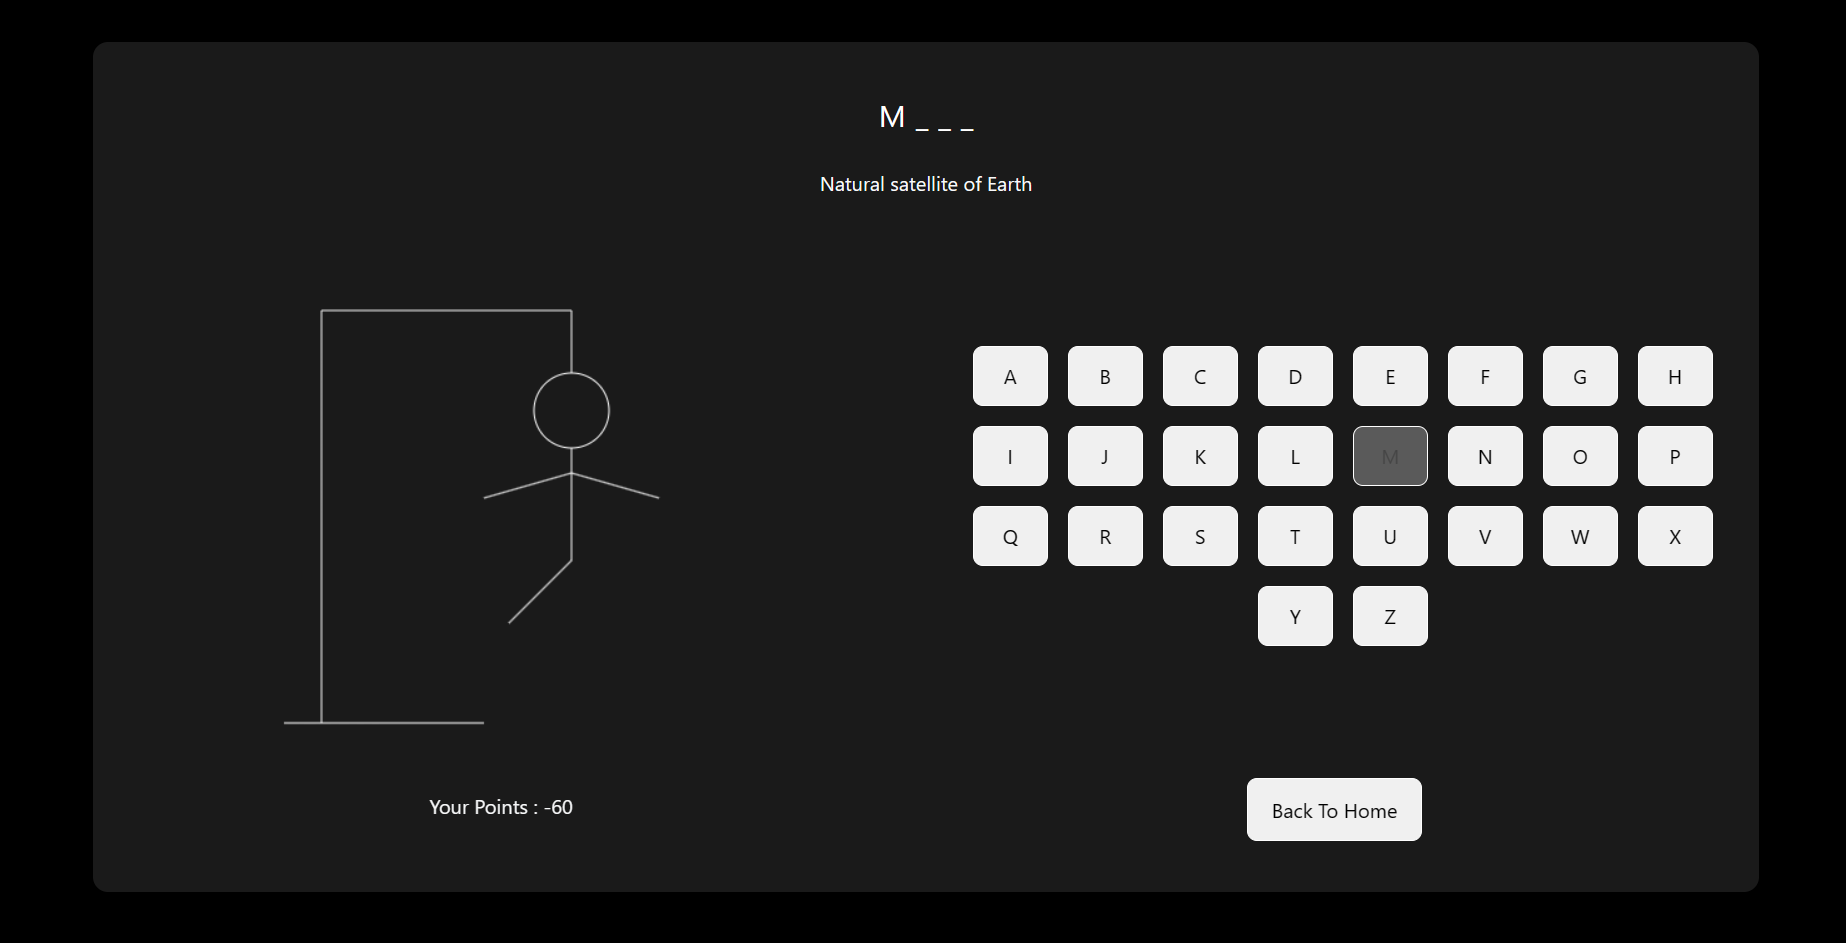 M _ _ _
Natural satellite of Earth
A B C D E F G H
I J K L M N O P
Q R S T U V W X
Y Z
Your Points : -60
Back To Home